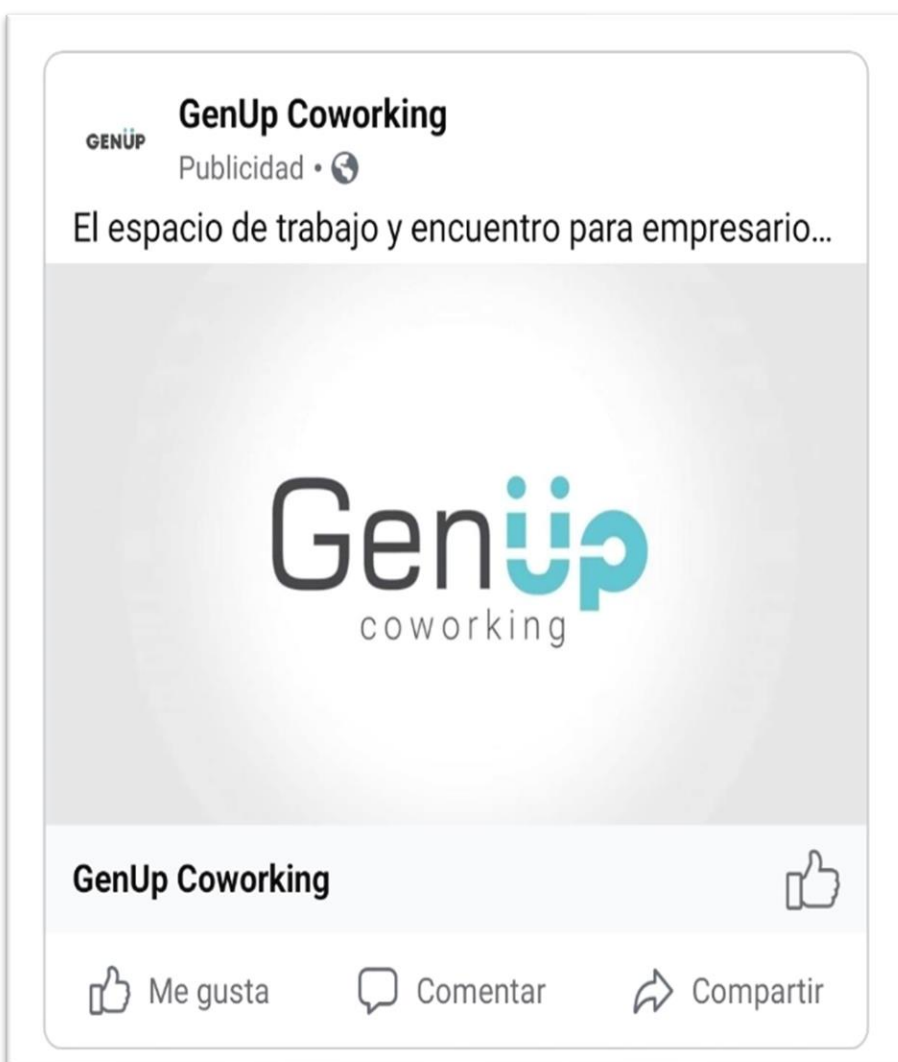 GenUp Coworking
GENÜP
Publicidad •
El espacio de trabajo y encuentro para empresario...
Genüp
coworking
GenUp Coworking
Me gusta
Comentar
Compartir